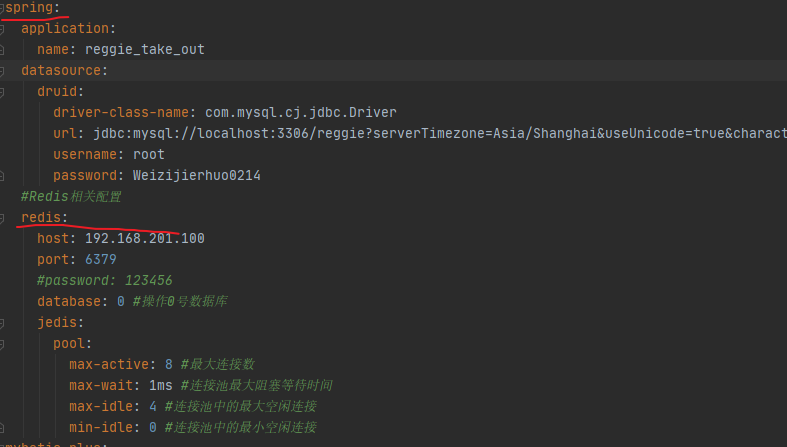 spring:
  application:
    name: reggie_take_out
  datasource:
    druid:
      driver-class-name: com.mysql.cj.jdbc.Driver
      url: jdbc:mysql://localhost:3306/reggie?serverTimezone=Asia/Shanghai&useUnicode=true&charact
      username: root
      password: Weizijierhuo0214
  #Redis相关配置
  redis:
    host: 192.168.201.100
    port: 6379
    #password: 123456
    database: 0 #操作0号数据库
    jedis:
      pool:
        max-active: 8 #最大连接数
        max-wait: 1ms #连接池最大阻塞等待时间
        max-idle: 4 #连接池中的最大空闲连接
        min-idle: 0 #连接池中的最小空闲连接